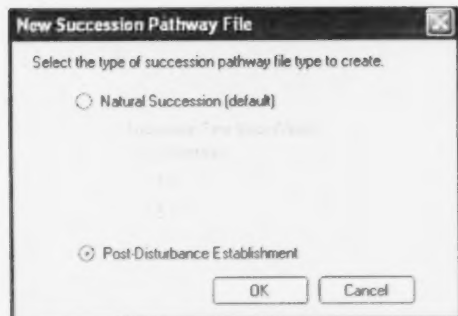 New Succession Pathway File
Select the type of succession pathway file type to create.
Natural Succession (default)
Post-Disturbance Establishment
OK Cancel